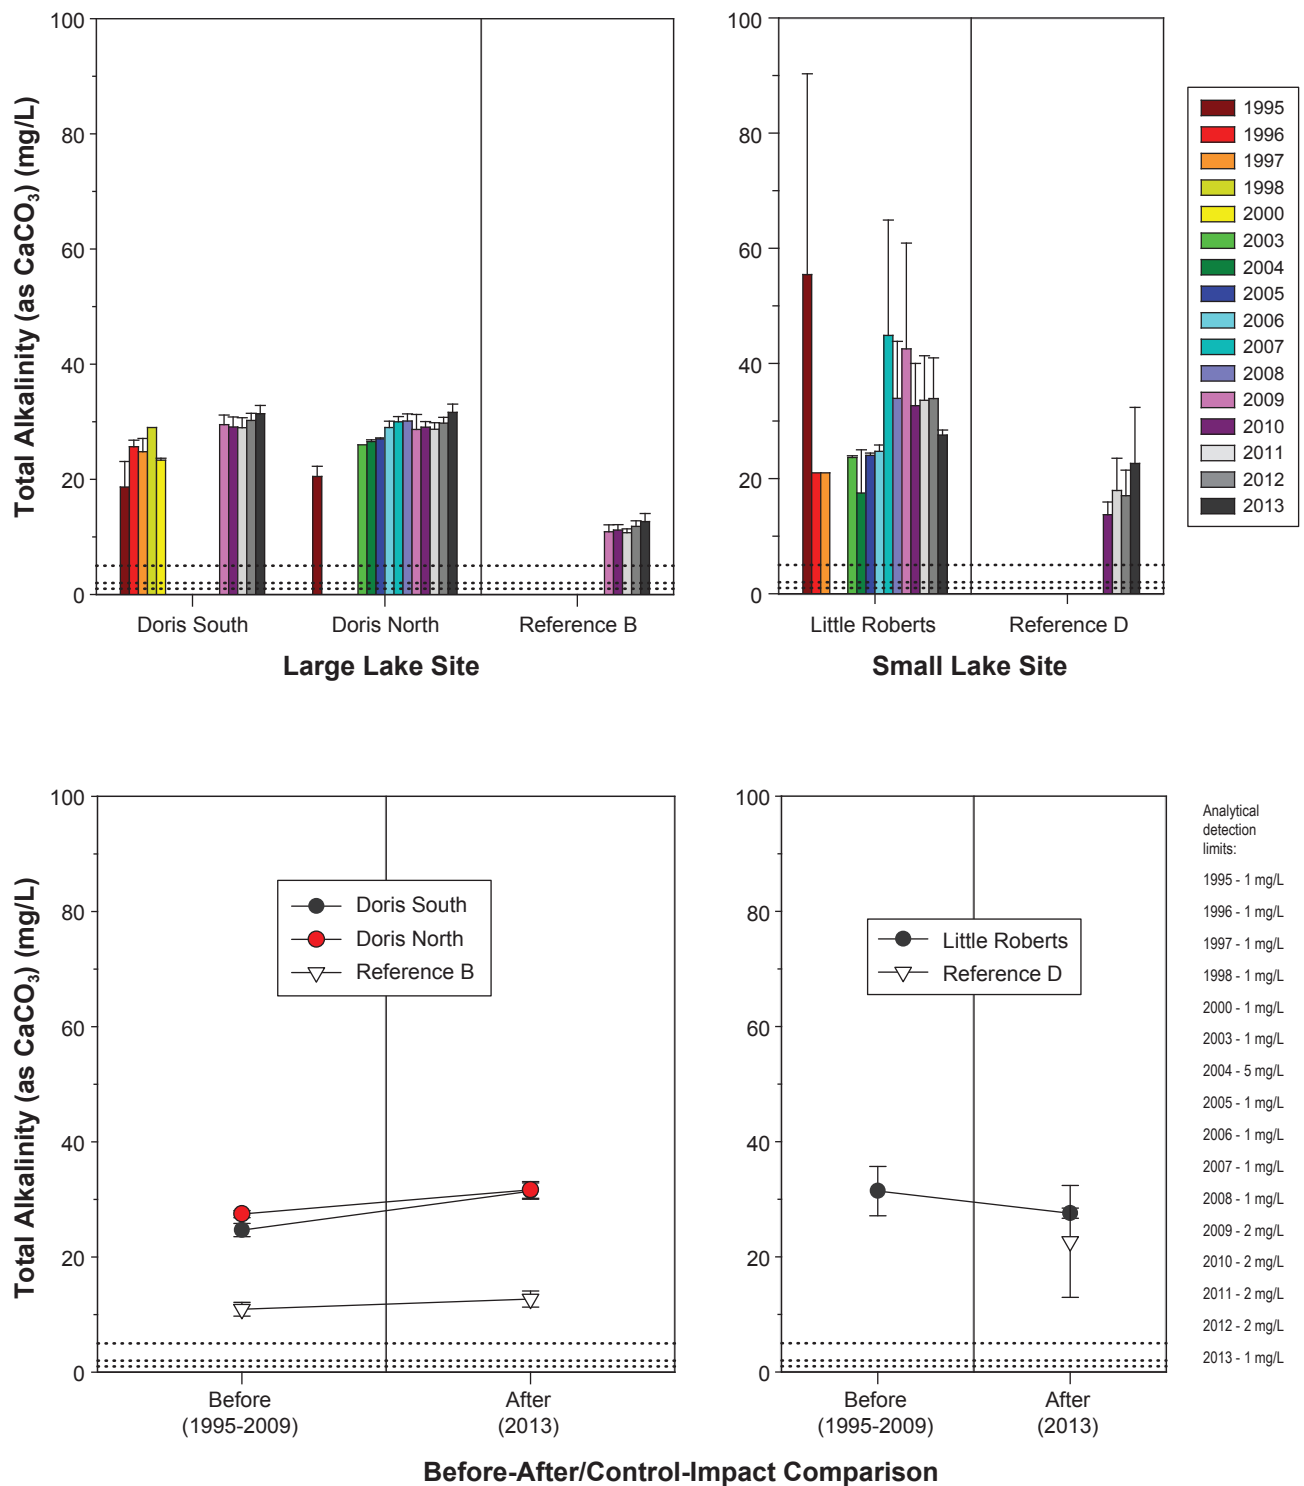 Total Alkalinity (as CaCO₃) (mg/L)
100
80
60
40
20
0
Doris South
Doris North
Reference B
Large Lake Site
100
80
60
40
20
0
Little Roberts
Reference D
Small Lake Site
1995
1996
1997
1998
2000
2003
2004
2005
2006
2007
2008
2009
2010
2011
2012
2013
Total Alkalinity (as CaCO₃) (mg/L)
100
80
60
40
20
0
Doris South
Doris North
Reference B
Before
(1995-2009)
After
(2013)
100
80
60
40
20
0
Little Roberts
Reference D
Before
(1995-2009)
After
(2013)
Analytical
detection
limits:
1995 - 1 mg/L
1996 - 1 mg/L
1997 - 1 mg/L
1998 - 1 mg/L
2000 - 1 mg/L
2003 - 1 mg/L
2004 - 5 mg/L
2005 - 1 mg/L
2006 - 1 mg/L
2007 - 1 mg/L
2008 - 1 mg/L
2009 - 2 mg/L
2010 - 2 mg/L
2011 - 2 mg/L
2012 - 2 mg/L
2013 - 1 mg/L
Before-After/Control-Impact Comparison